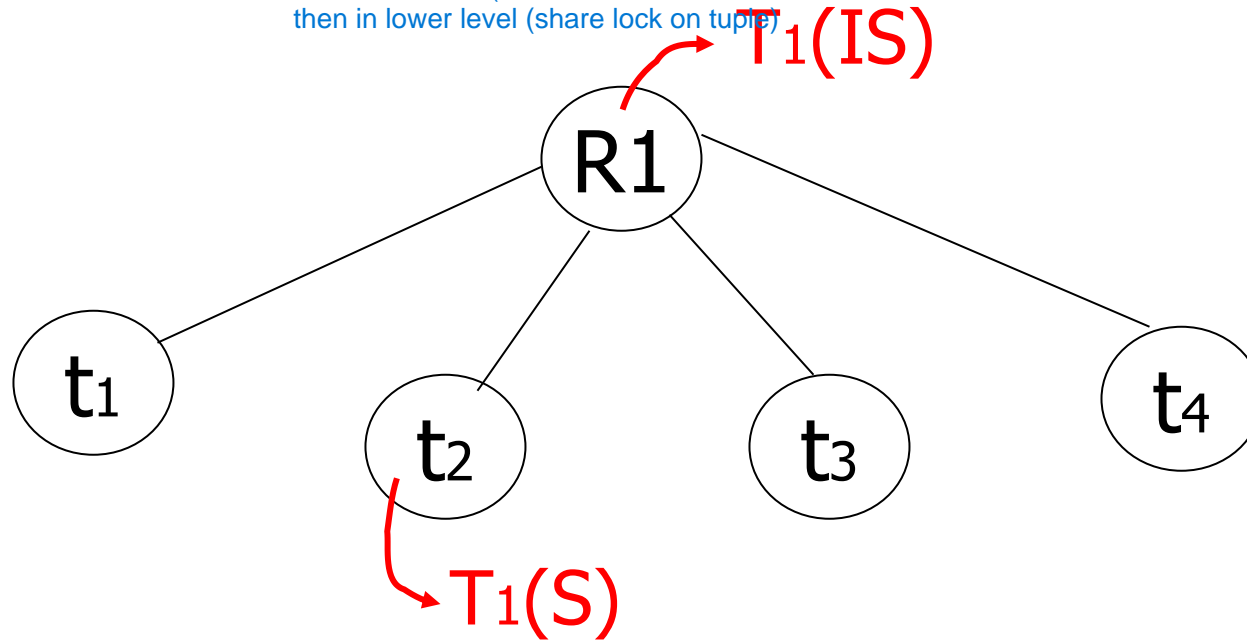 then in lower level (share lock on tuple)
T1(IS)
R1
t1
t2
t3
t4
T1(S)